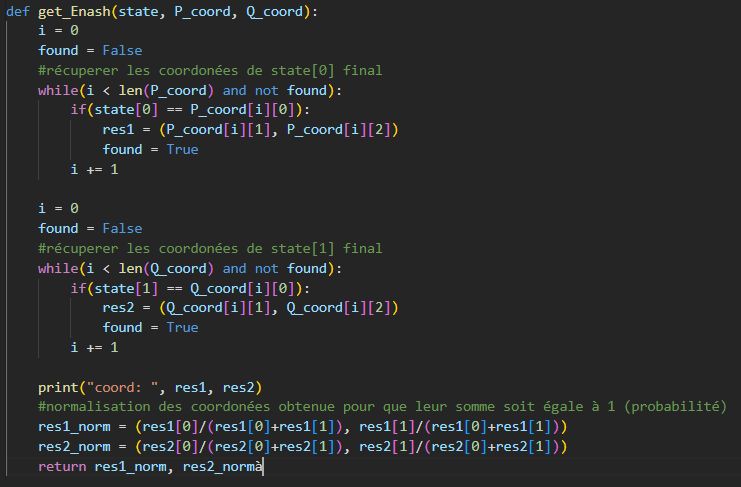 def get_Enash(state, P_coord, Q_coord):
    i = 0
    found = False
    #récuperer les coordonées de state[0] final
    while(i < len(P_coord) and not found):
        if(state[0] == P_coord[i][0]):
            res1 = (P_coord[i][1], P_coord[i][2])
            found = True
        i += 1

    i = 0
    found = False
    #récuperer les coordonées de state[1] final
    while(i < len(Q_coord) and not found):
        if(state[1] == Q_coord[i][0]):
            res2 = (Q_coord[i][1], Q_coord[i][2])
            found = True
        i += 1

    print("coord: ", res1, res2)
    #normalisation des coordonées obtenue pour que leur somme soit égale à 1 (probabilité)
    res1_norm = (res1[0]/(res1[0]+res1[1]), res1[1]/(res1[0]+res1[1]))
    res2_norm = (res2[0]/(res2[0]+res2[1]), res2[1]/(res2[0]+res2[1]))
    return res1_norm, res2_normà